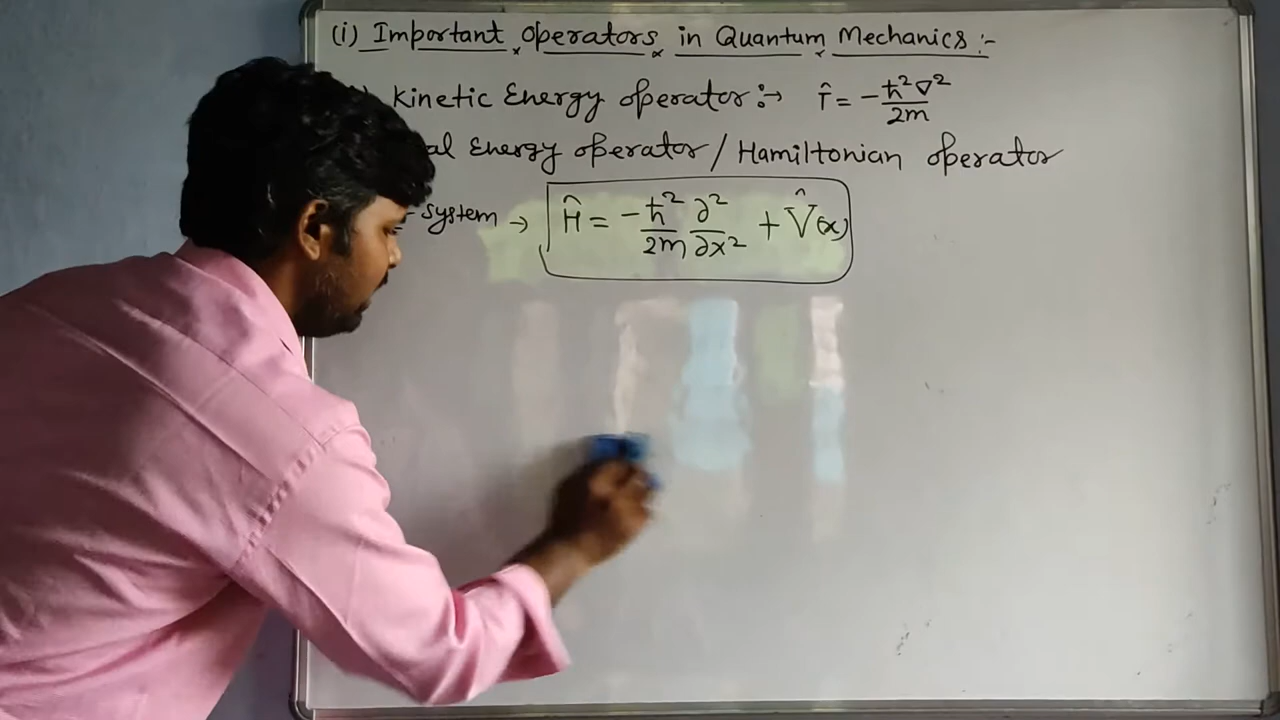 (i) Important operators in Quantum Mechanics :-
Kinetic Energy operator :→ T̂ = -ħ²∇²/2m
Energy operator / Hamiltonian operator
-System → Ĥ = -ħ²/2m ∂²/∂x² + V̂(x)